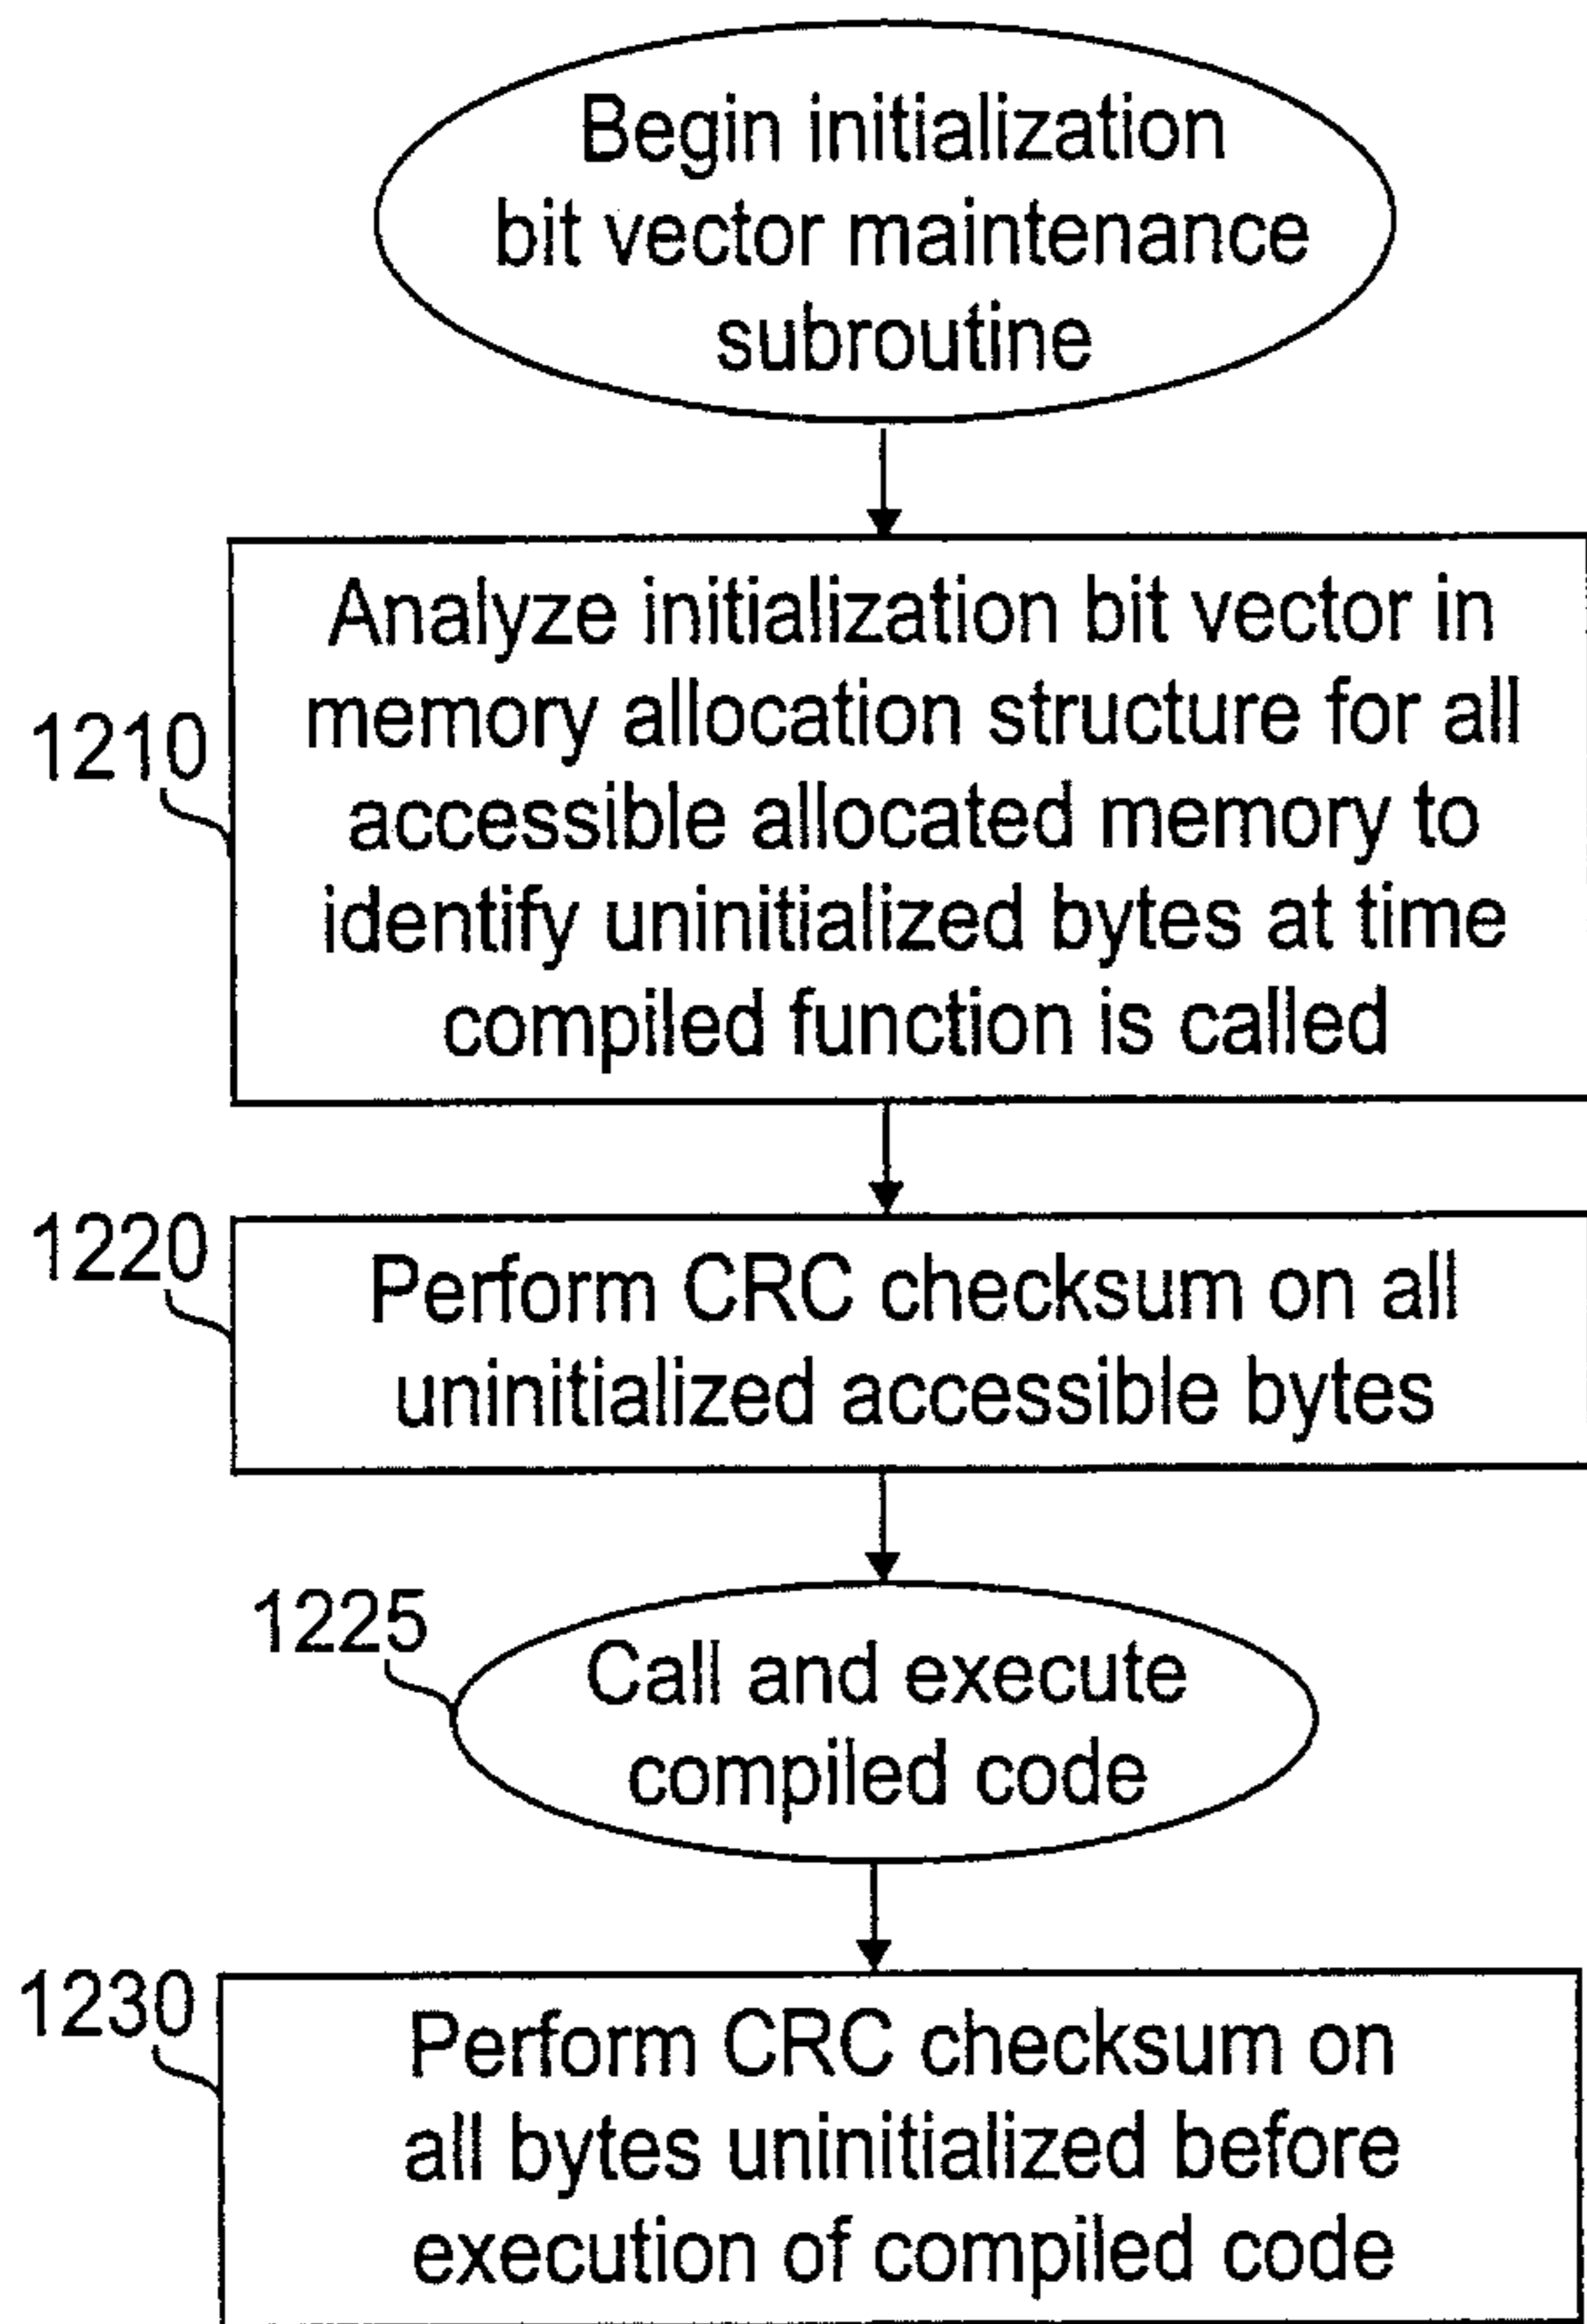 Begin initialization
bit vector maintenance
subroutine
1210
Analyze initialization bit vector in
memory allocation structure for all
accessible allocated memory to
identify uninitialized bytes at time
compiled function is called
1220
Perform CRC checksum on all
uninitialized accessible bytes
1225
Call and execute
compiled code
1230
Perform CRC checksum on
all bytes uninitialized before
execution of compiled code